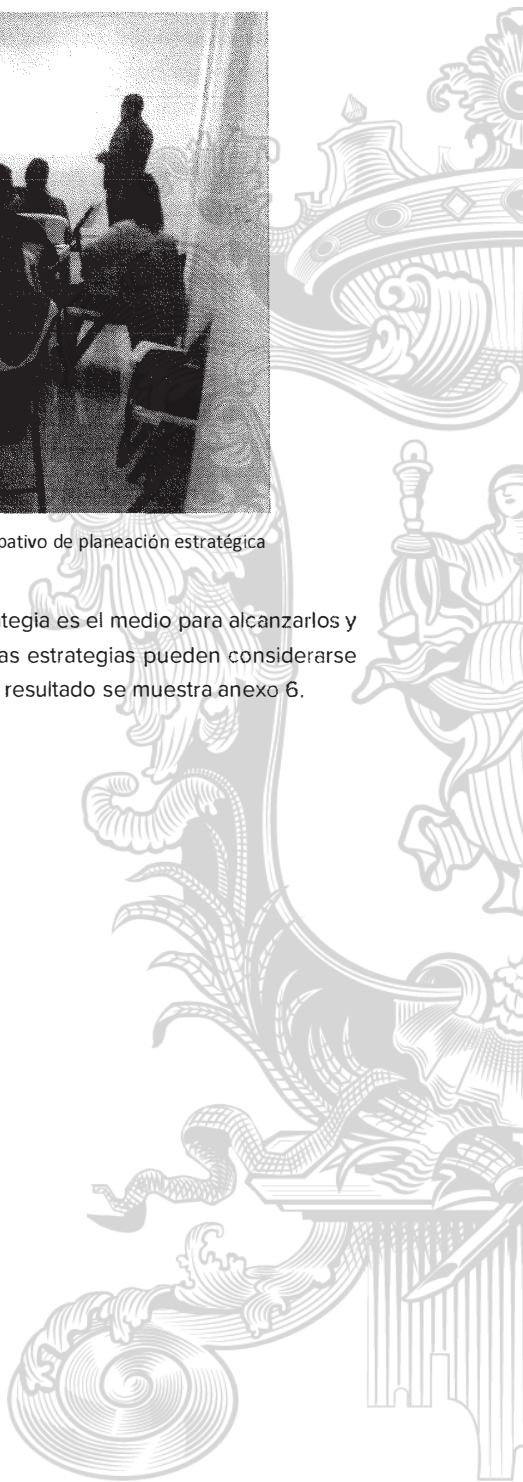 pativo de planeación estratégica
tegia es el medio para alcanzarlos y
as estrategias pueden considerarse
resultado se muestra anexo 6.